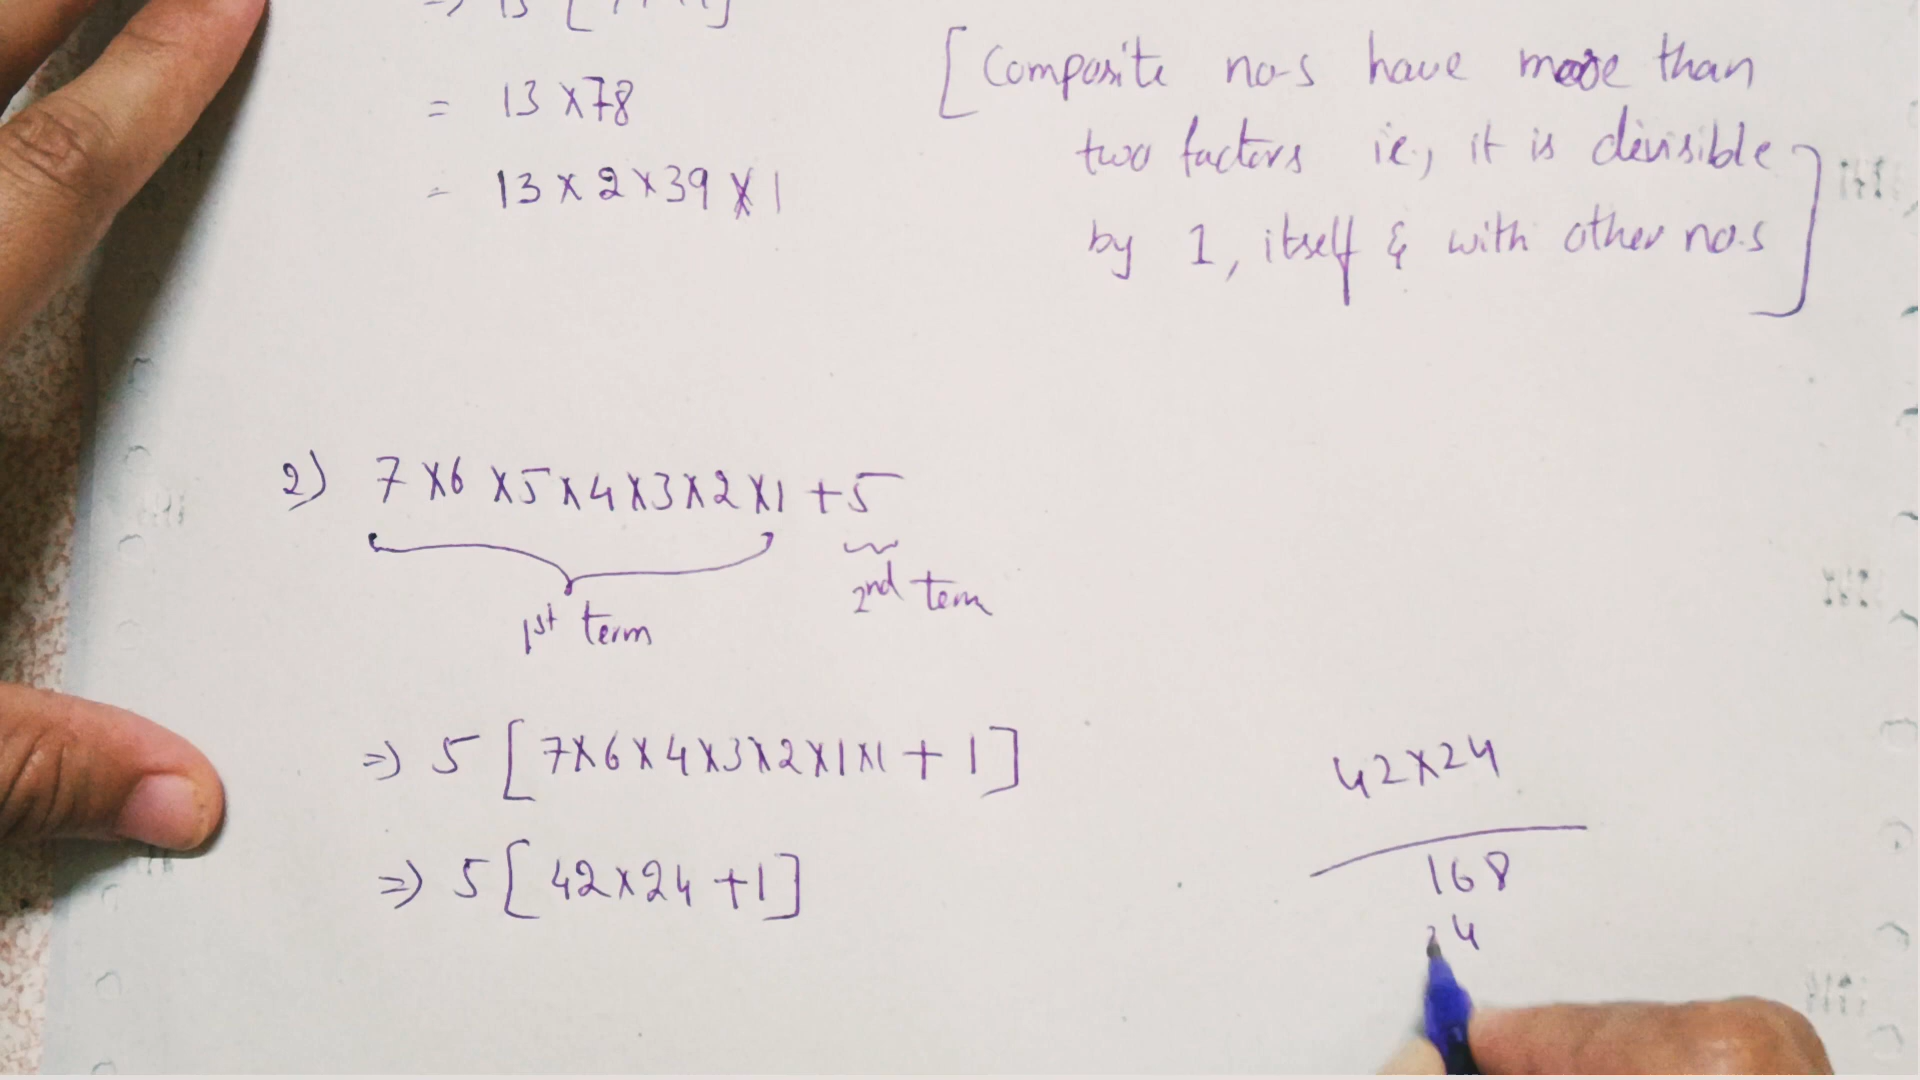 = 13 x 78
= 13 x 2 x 39 x 1
[Composite no-s have more than
two factors ie, it is divisible
by 1, itself & with other no.s]
2) 7 x 6 x 5 x 4 x 3 x 2 x 1 + 5
1st term
2nd term
=> 5 [7 x 6 x 4 x 3 x 2 x 1 x 1 + 1]
=> 5 [42 x 24 + 1]
42 x 24
168
4